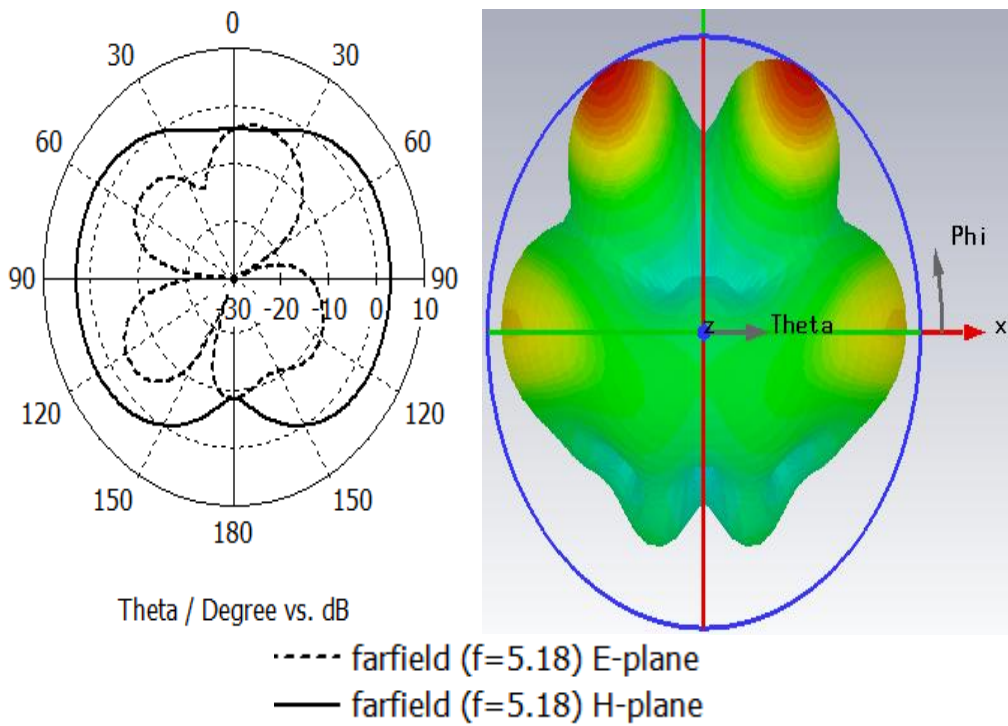 0
30 30
60 60
90 -30 -20 -10 0 10 90
120 120
150 150
180
Theta / Degree vs. dB
Phi
z Theta x
farfield (f=5.18) E-plane
farfield (f=5.18) H-plane